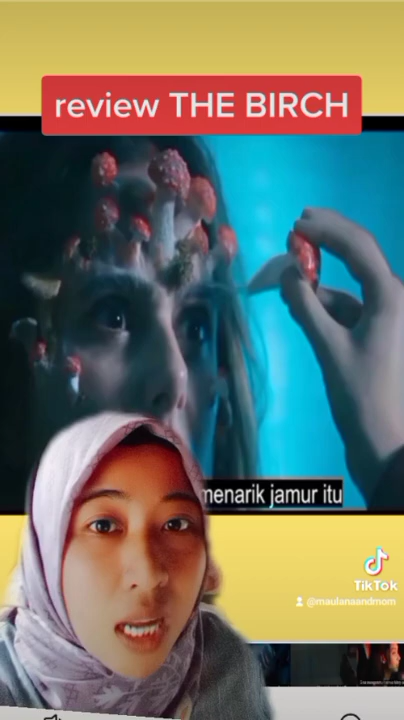 review THE BIRCH
menarik jamur itu
TikTok
@maulanaandmom